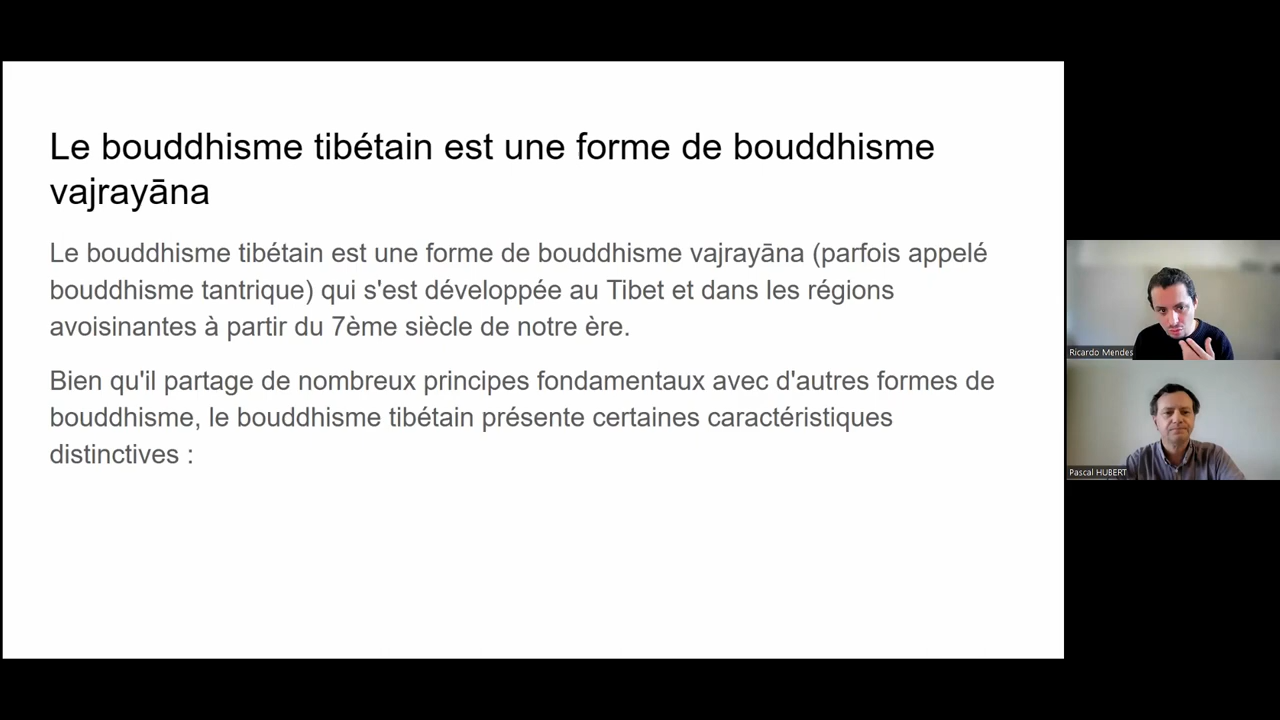 Le bouddhisme tibétain est une forme de bouddhisme
vajrayāna
Le bouddhisme tibétain est une forme de bouddhisme vajrayāna (parfois appelé
bouddhisme tantrique) qui s'est développée au Tibet et dans les régions
avoisinantes à partir du 7ème siècle de notre ère.
Bien qu'il partage de nombreux principes fondamentaux avec d'autres formes de
bouddhisme, le bouddhisme tibétain présente certaines caractéristiques
distinctives :
Ricardo Mendes
Pascal HUBERT